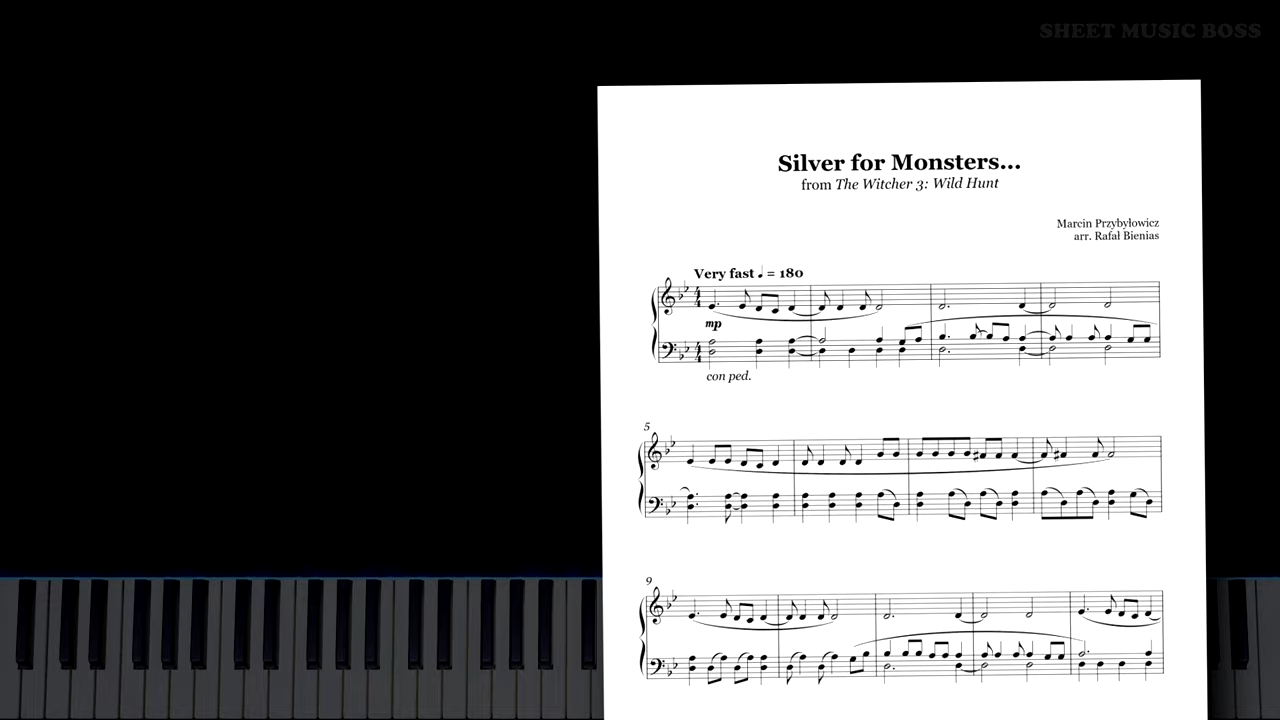 SHEET MUSIC BOSS
Silver for Monsters...
from The Witcher 3: Wild Hunt
Marcin Przybyłowicz
arr. Rafał Bienias
Very fast ♩ = 180
mp
con ped.
5
9